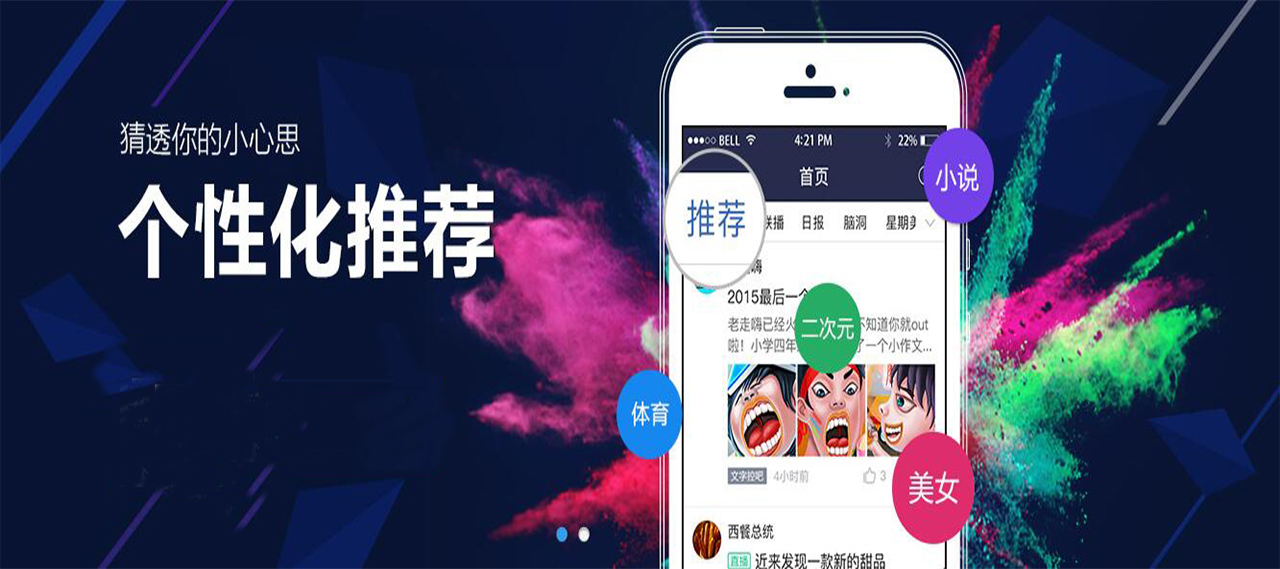 猜透你的小心思
个性化推荐
BELL 4:21 PM 22%
首页
小说
推荐
联播 日报 脑洞 星期美
嗨
2015最后一个
二次元
老走嗨已经火 不知道你就out
啦！小学四年 了一个小作文...
体育
文字控吧 4小时前 3
美女
西餐总统
直播 近来发现一款新的甜品